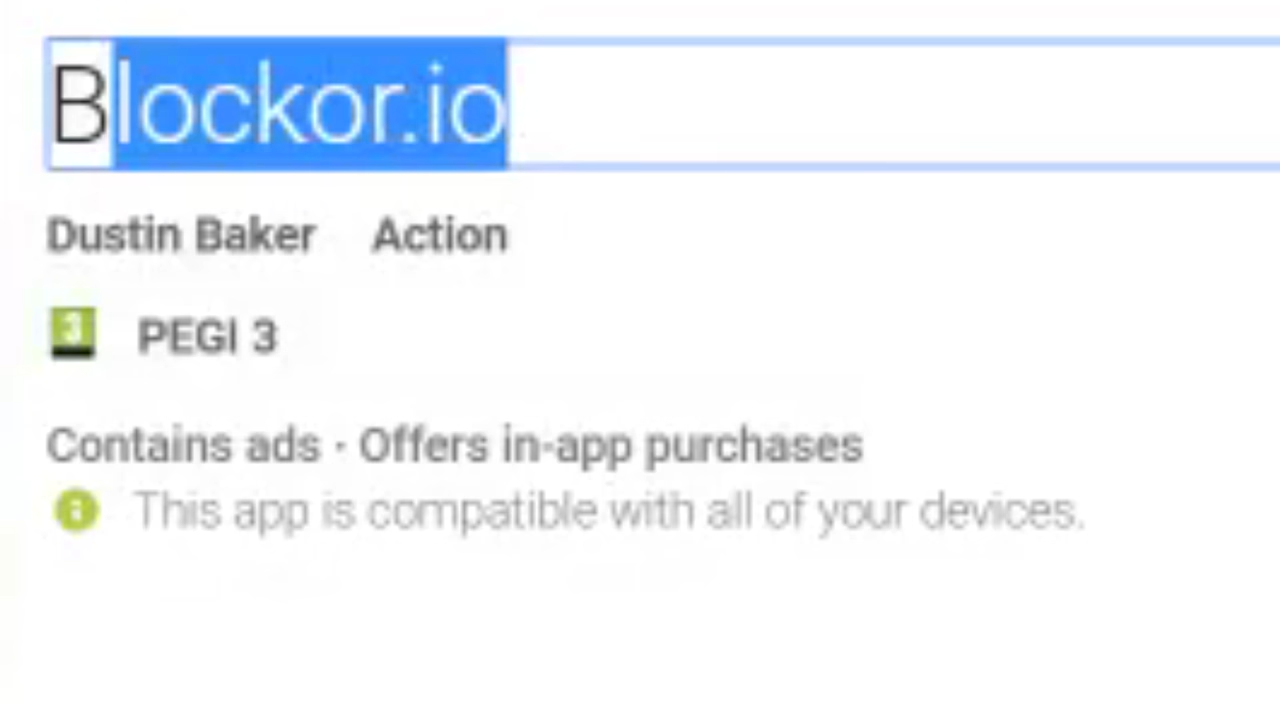 Blockor.io
Dustin Baker Action
3 PEGI 3
Contains ads · Offers in-app purchases
This app is compatible with all of your devices.